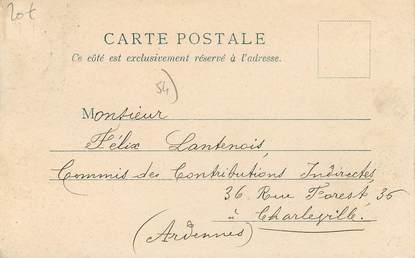 20€
CARTE POSTALE
Ce côté est exclusivement réservé à l'adresse.
54)
Monsieur
Félix Lantenois,
Commis des Contributions Indirectes,
36, Rue Forest, 36
à Charleville.
(Ardennes)